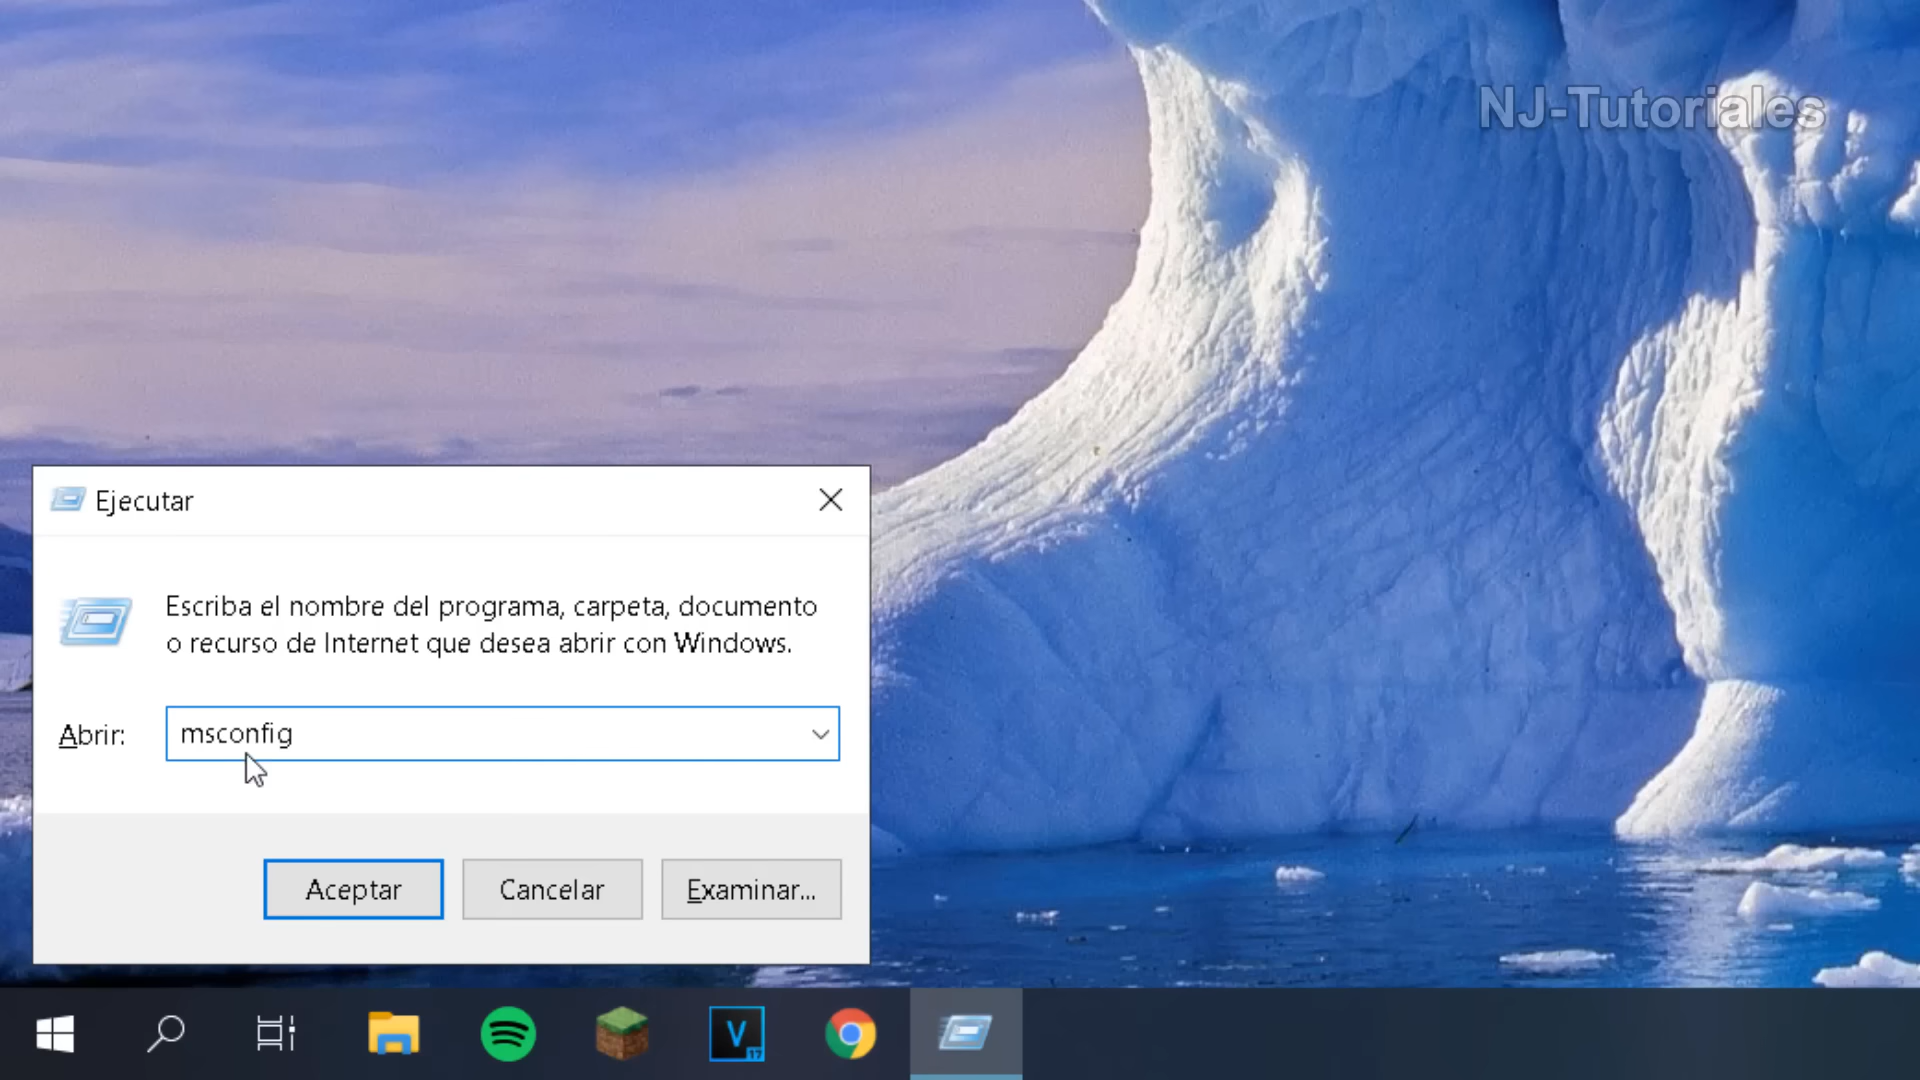 NJ-Tutoriales
Ejecutar
Escriba el nombre del programa, carpeta, documento
o recurso de Internet que desea abrir con Windows.
Abrir:
msconfig
Aceptar
Cancelar
Examinar...
V
17